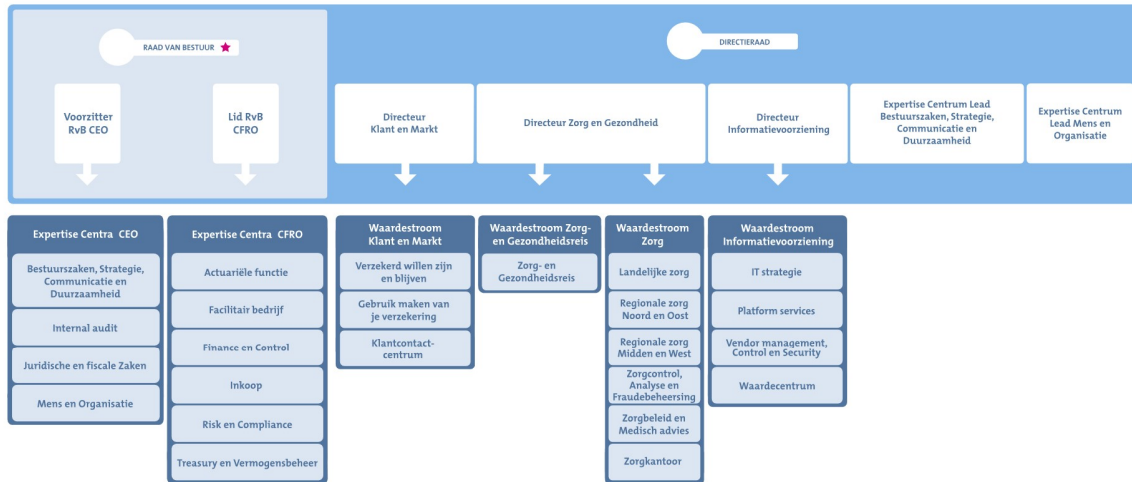 RAAD VAN BESTUUR
DIRECTIERAAD
Voorzitter
RvB CEO
Lid RvB
CFRO
Directeur
Klant en Markt
Directeur Zorg en Gezondheid
Directeur
Informatievoorziening
Expertise Centrum Lead
Bestuurszaken, Strategie,
Communicatie en
Duurzaamheid
Expertise Centrum
Lead Mens en
Organisatie
Expertise Centra CEO
Bestuurszaken, Strategie,
Communicatie en
Duurzaamheid
Internal audit
Juridische en fiscale Zaken
Mens en Organisatie
Expertise Centra CFRO
Actuariële functie
Facilitair bedrijf
Finance en Control
Inkoop
Risk en Compliance
Treasury en Vermogensbeheer
Waardestroom
Klant en Markt
Verzekerd willen zijn
en blijven
Gebruik maken van
je verzekering
Klantcontact-
centrum
Waardestroom Zorg-
en Gezondheidsreis
Zorg- en
Gezondheidsreis
Waardestroom
Zorg
Landelijke zorg
Regionale zorg
Noord en Oost
Regionale zorg
Midden en West
Zorgcontrol,
Analyse en
Fraudebeheersing
Zorgbeleid en
Medisch advies
Zorgkantoor
Waardestroom
Informatievoorziening
IT strategie
Platform services
Vendor management,
Control en Security
Waardecentrum